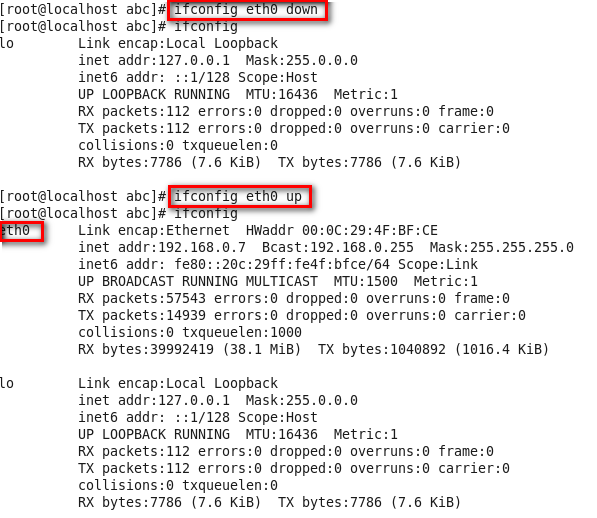 [root@localhost abc]# ifconfig eth0 down
[root@localhost abc]# ifconfig
lo        Link encap:Local Loopback
          inet addr:127.0.0.1  Mask:255.0.0.0
          inet6 addr: ::1/128 Scope:Host
          UP LOOPBACK RUNNING  MTU:16436  Metric:1
          RX packets:112 errors:0 dropped:0 overruns:0 frame:0
          TX packets:112 errors:0 dropped:0 overruns:0 carrier:0
          collisions:0 txqueuelen:0
          RX bytes:7786 (7.6 KiB)  TX bytes:7786 (7.6 KiB)

[root@localhost abc]# ifconfig eth0 up
[root@localhost abc]# ifconfig
eth0      Link encap:Ethernet  HWaddr 00:0C:29:4F:BF:CE
          inet addr:192.168.0.7  Bcast:192.168.0.255  Mask:255.255.255.0
          inet6 addr: fe80::20c:29ff:fe4f:bfce/64 Scope:Link
          UP BROADCAST RUNNING MULTICAST  MTU:1500  Metric:1
          RX packets:57543 errors:0 dropped:0 overruns:0 frame:0
          TX packets:14939 errors:0 dropped:0 overruns:0 carrier:0
          collisions:0 txqueuelen:1000
          RX bytes:39992419 (38.1 MiB)  TX bytes:1040892 (1016.4 KiB)

lo        Link encap:Local Loopback
          inet addr:127.0.0.1  Mask:255.0.0.0
          inet6 addr: ::1/128 Scope:Host
          UP LOOPBACK RUNNING  MTU:16436  Metric:1
          RX packets:112 errors:0 dropped:0 overruns:0 frame:0
          TX packets:112 errors:0 dropped:0 overruns:0 carrier:0
          collisions:0 txqueuelen:0
          RX bytes:7786 (7.6 KiB)  TX bytes:7786 (7.6 KiB)